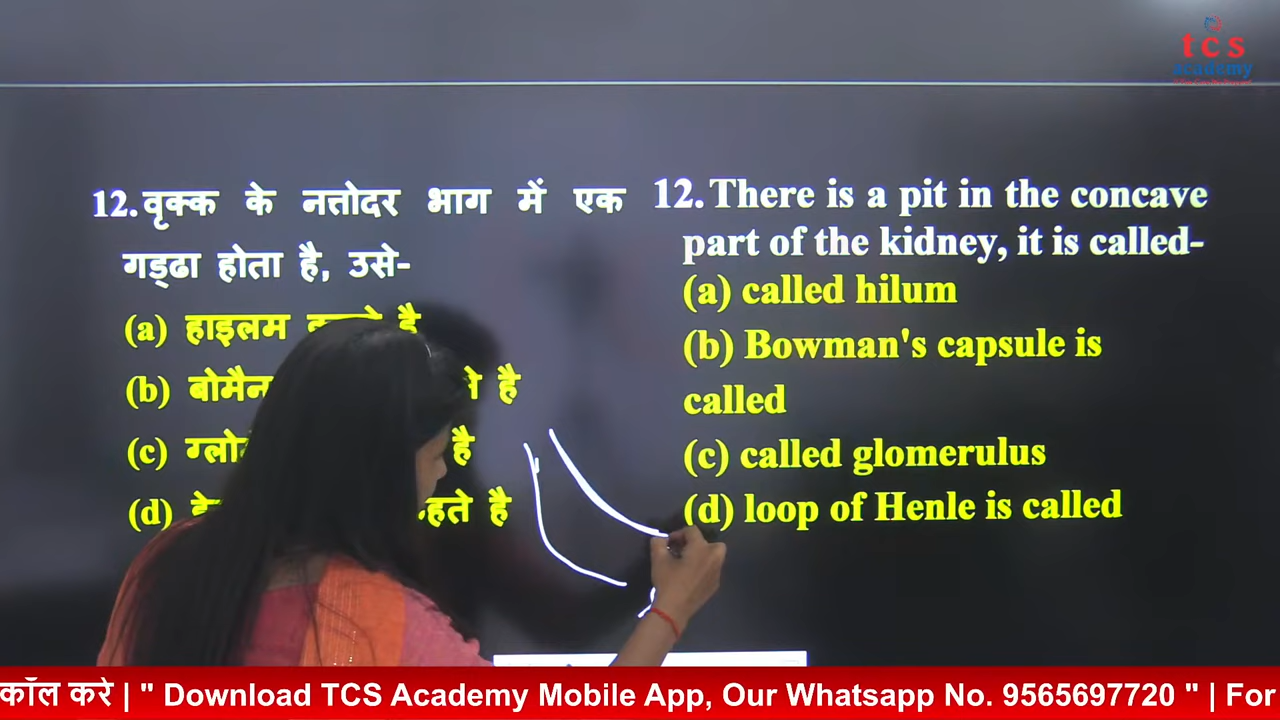 tcs
academy
12. वृक्क के नत्तोदर भाग में एक
गड्ढा होता है, उसे-
(a) हाइलम है
(b) है
(c) है
(d) है
12. There is a pit in the concave
part of the kidney, it is called-
(a) called hilum
(b) Bowman's capsule is
called
(c) called glomerulus
(d) loop of Henle is called
कॉल करे | " Download TCS Academy Mobile App, Our Whatsapp No. 9565697720 " | For